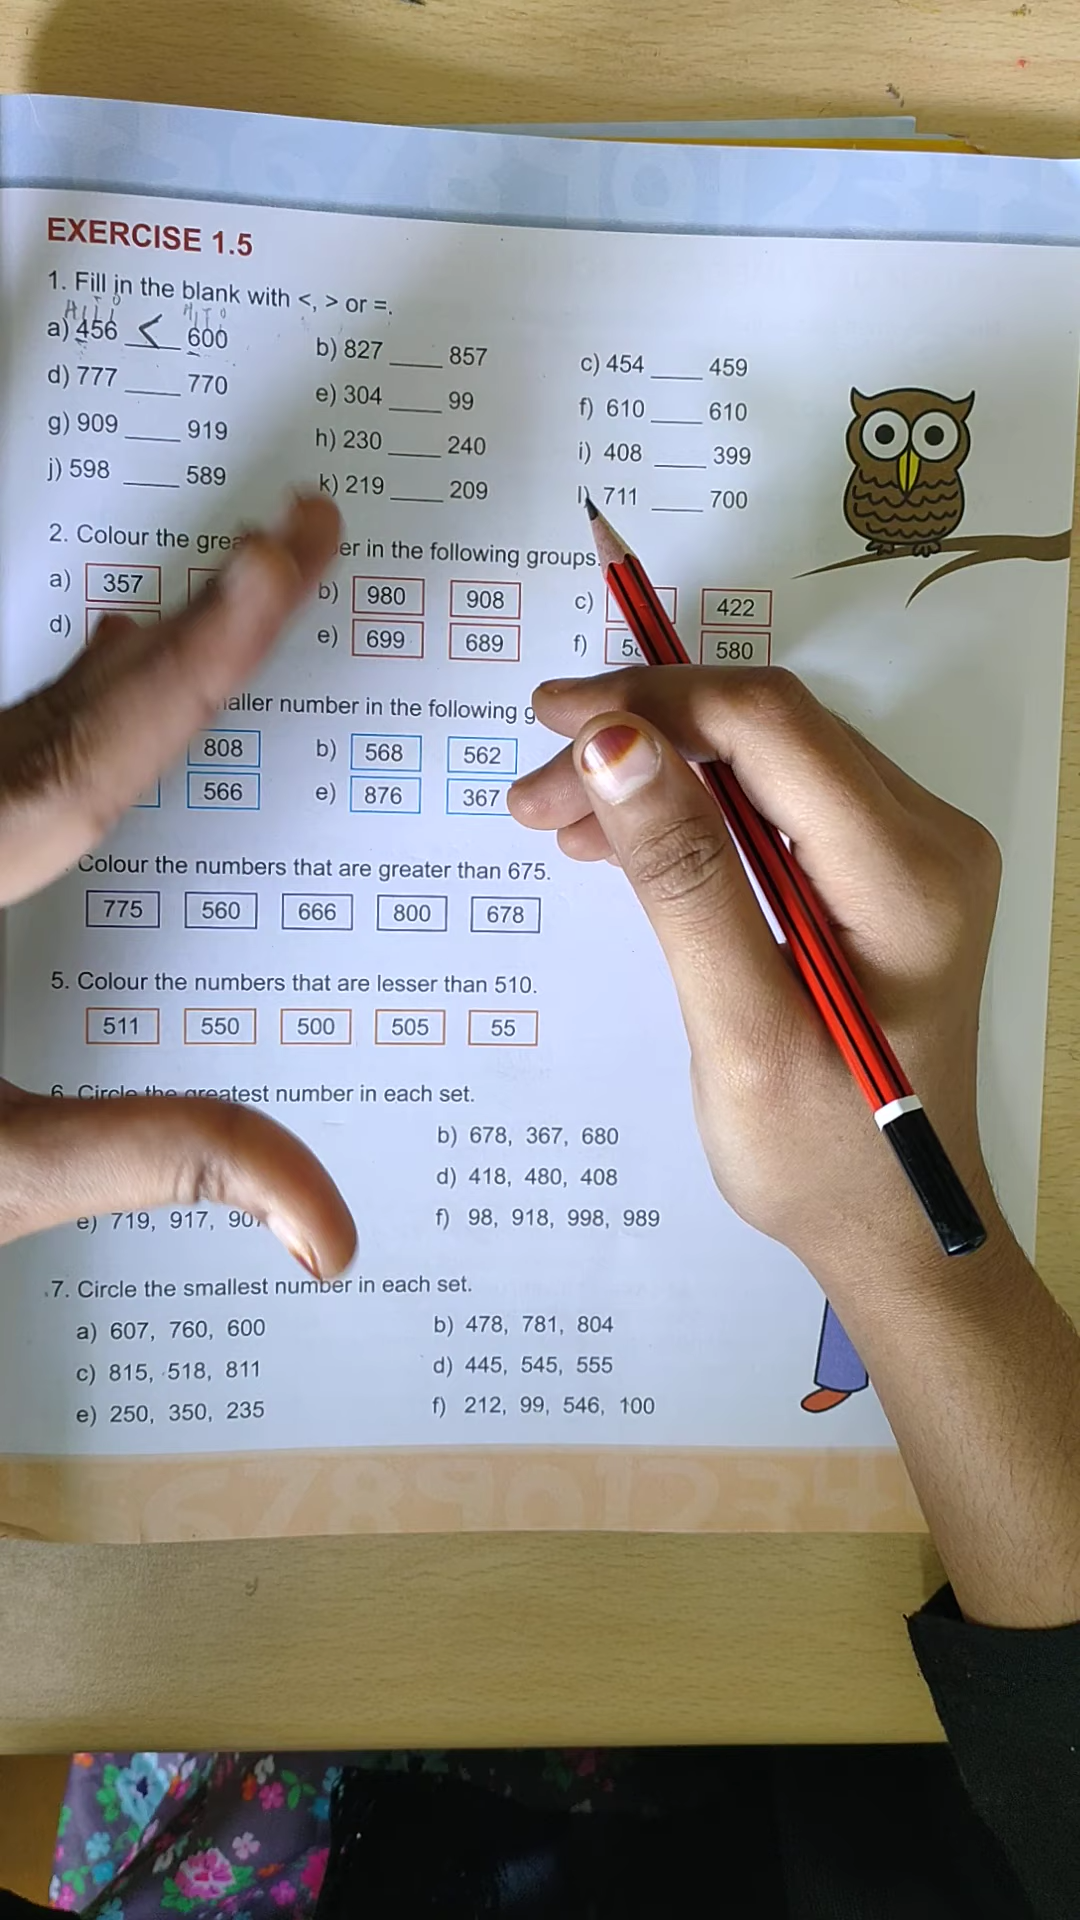 EXERCISE 1.5
1. Fill in the blank with <, > or =.
H T O H T O
a) 456 < 600 b) 827 ____ 857 c) 454 ____ 459
d) 777 ____ 770 e) 304 ____ 99 f) 610 ____ 610
g) 909 ____ 919 h) 230 ____ 240 i) 408 ____ 399
j) 598 ____ 589 k) 219 ____ 209 l) 711 ____ 700
2. Colour the in the following groups.
a) 357 b) 980 908 c) 422
d) e) 699 689 f) 580
number in the following
808 b) 568 562
566 e) 876 367
Colour the numbers that are greater than 675.
775 560 666 800 678
5. Colour the numbers that are lesser than 510.
511 550 500 505 55
6. Circle the greatest number in each set.
b) 678, 367, 680
d) 418, 480, 408
e) 719, 917, f) 98, 918, 998, 989
7. Circle the smallest number in each set.
a) 607, 760, 600 b) 478, 781, 804
c) 815, 518, 811 d) 445, 545, 555
e) 250, 350, 235 f) 212, 99, 546, 100